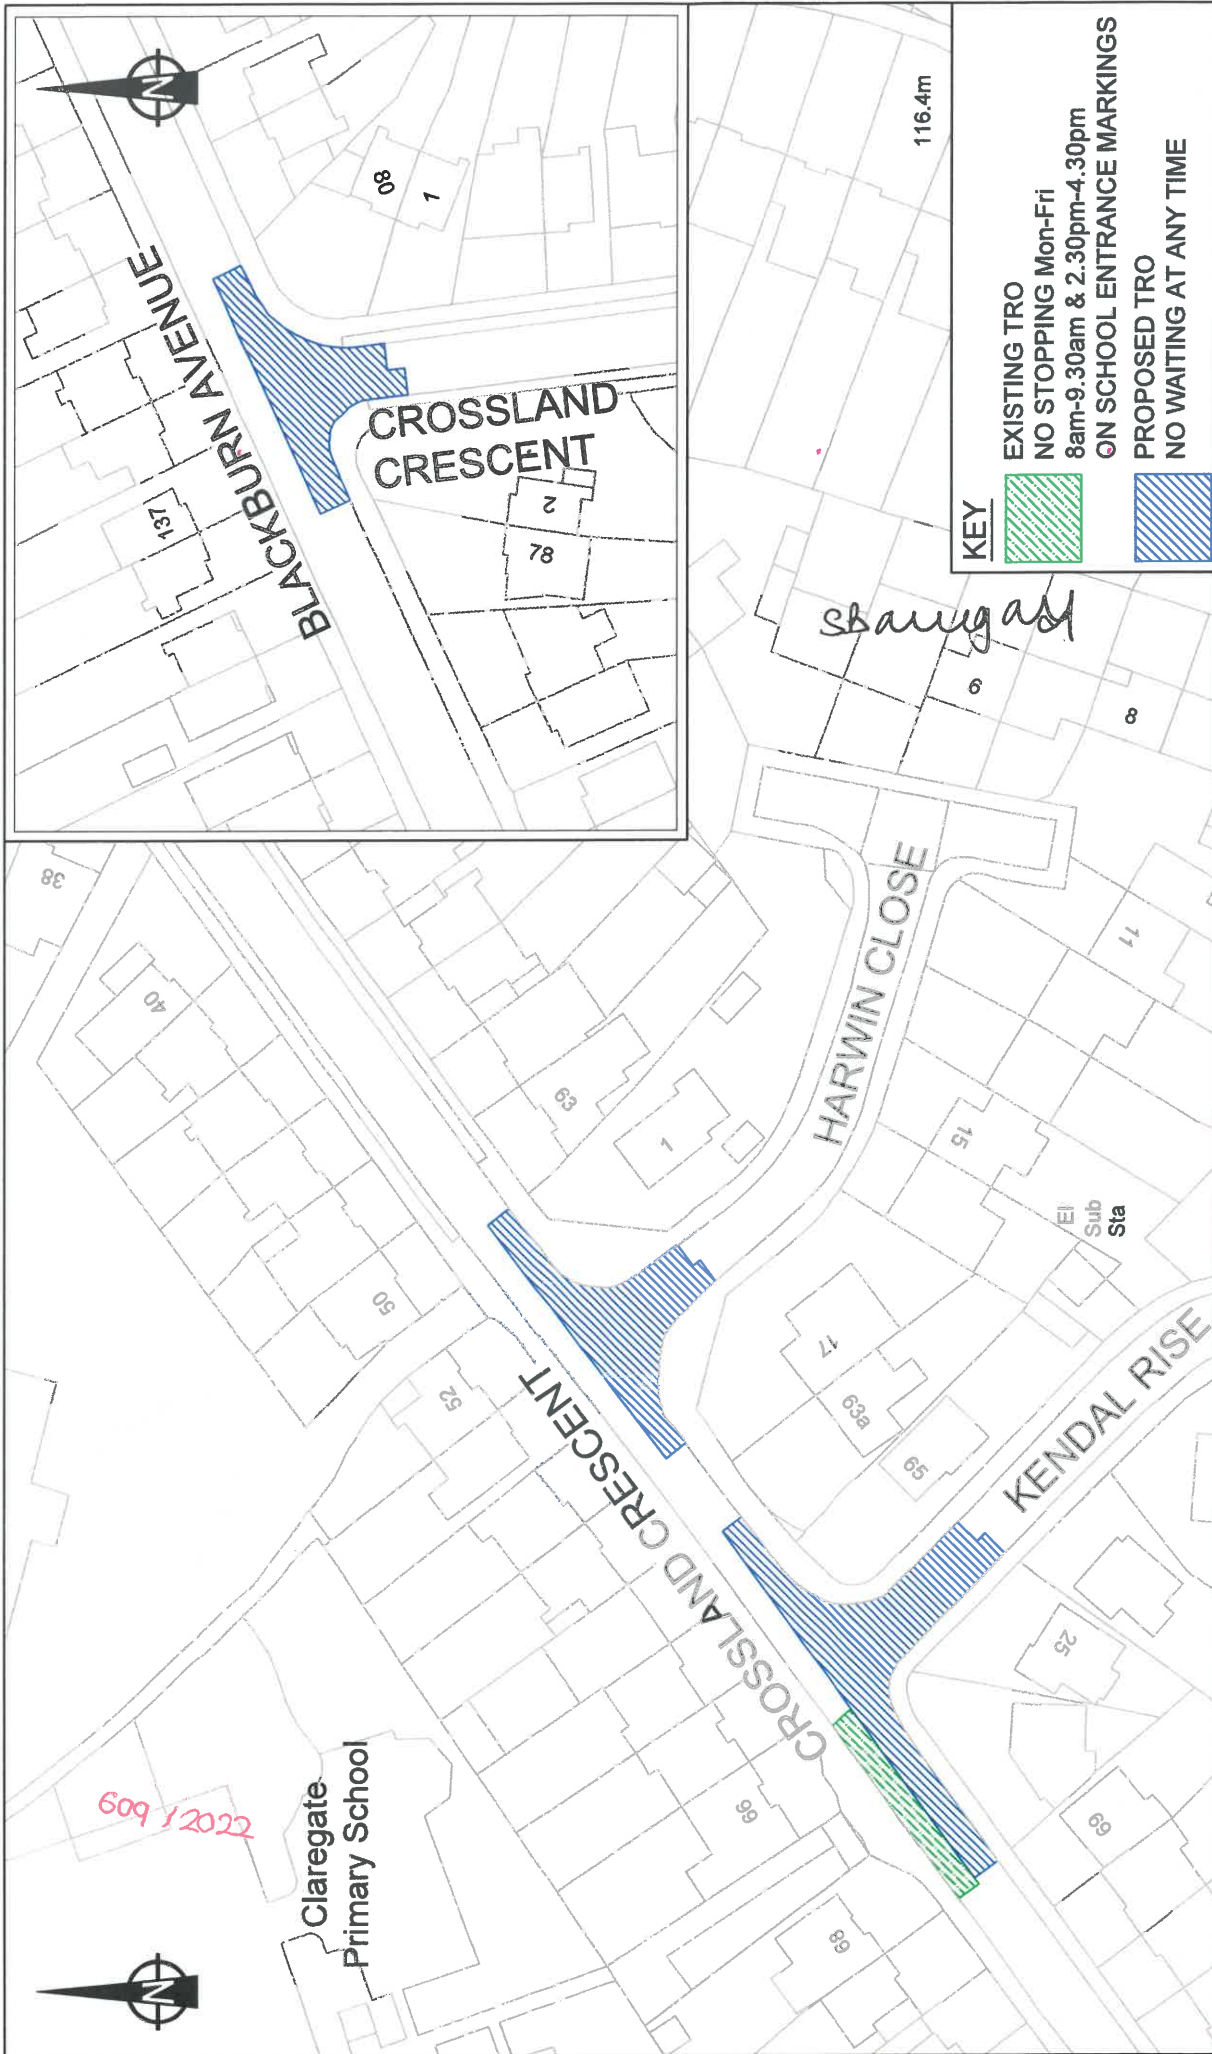 N
BLACKBURN AVENUE
137
80
1
CROSSLAND
CRESCENT
2
78
116.4m
KEY
EXISTING TRO
NO STOPPING Mon-Fri
8am-9.30am & 2.30pm-4.30pm
ON SCHOOL ENTRANCE MARKINGS
PROPOSED TRO
NO WAITING AT ANY TIME
N
609 / 2022
Claregate
Primary School
38
40
50
52
63
1
HARWIN CLOSE
6
8
11
15
17
63a
65
El
Sub
Sta
CROSSLAND CRESCENT
KENDAL RISE
66
68
25
69